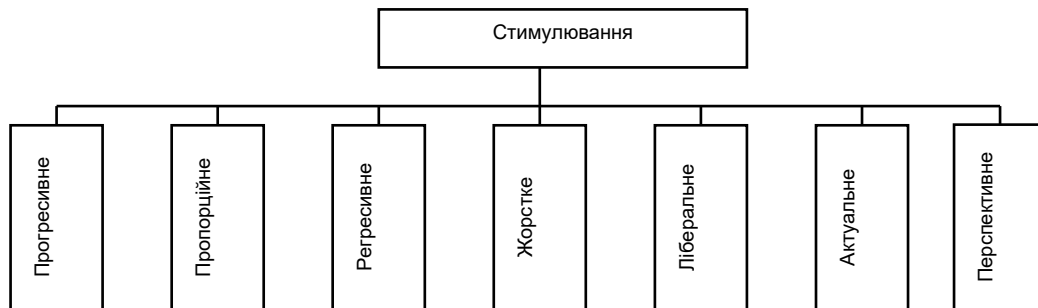 Стимулювання
Прогресивне
Пропорційне
Регресивне
Жорстке
Ліберальне
Актуальне
Перспективне